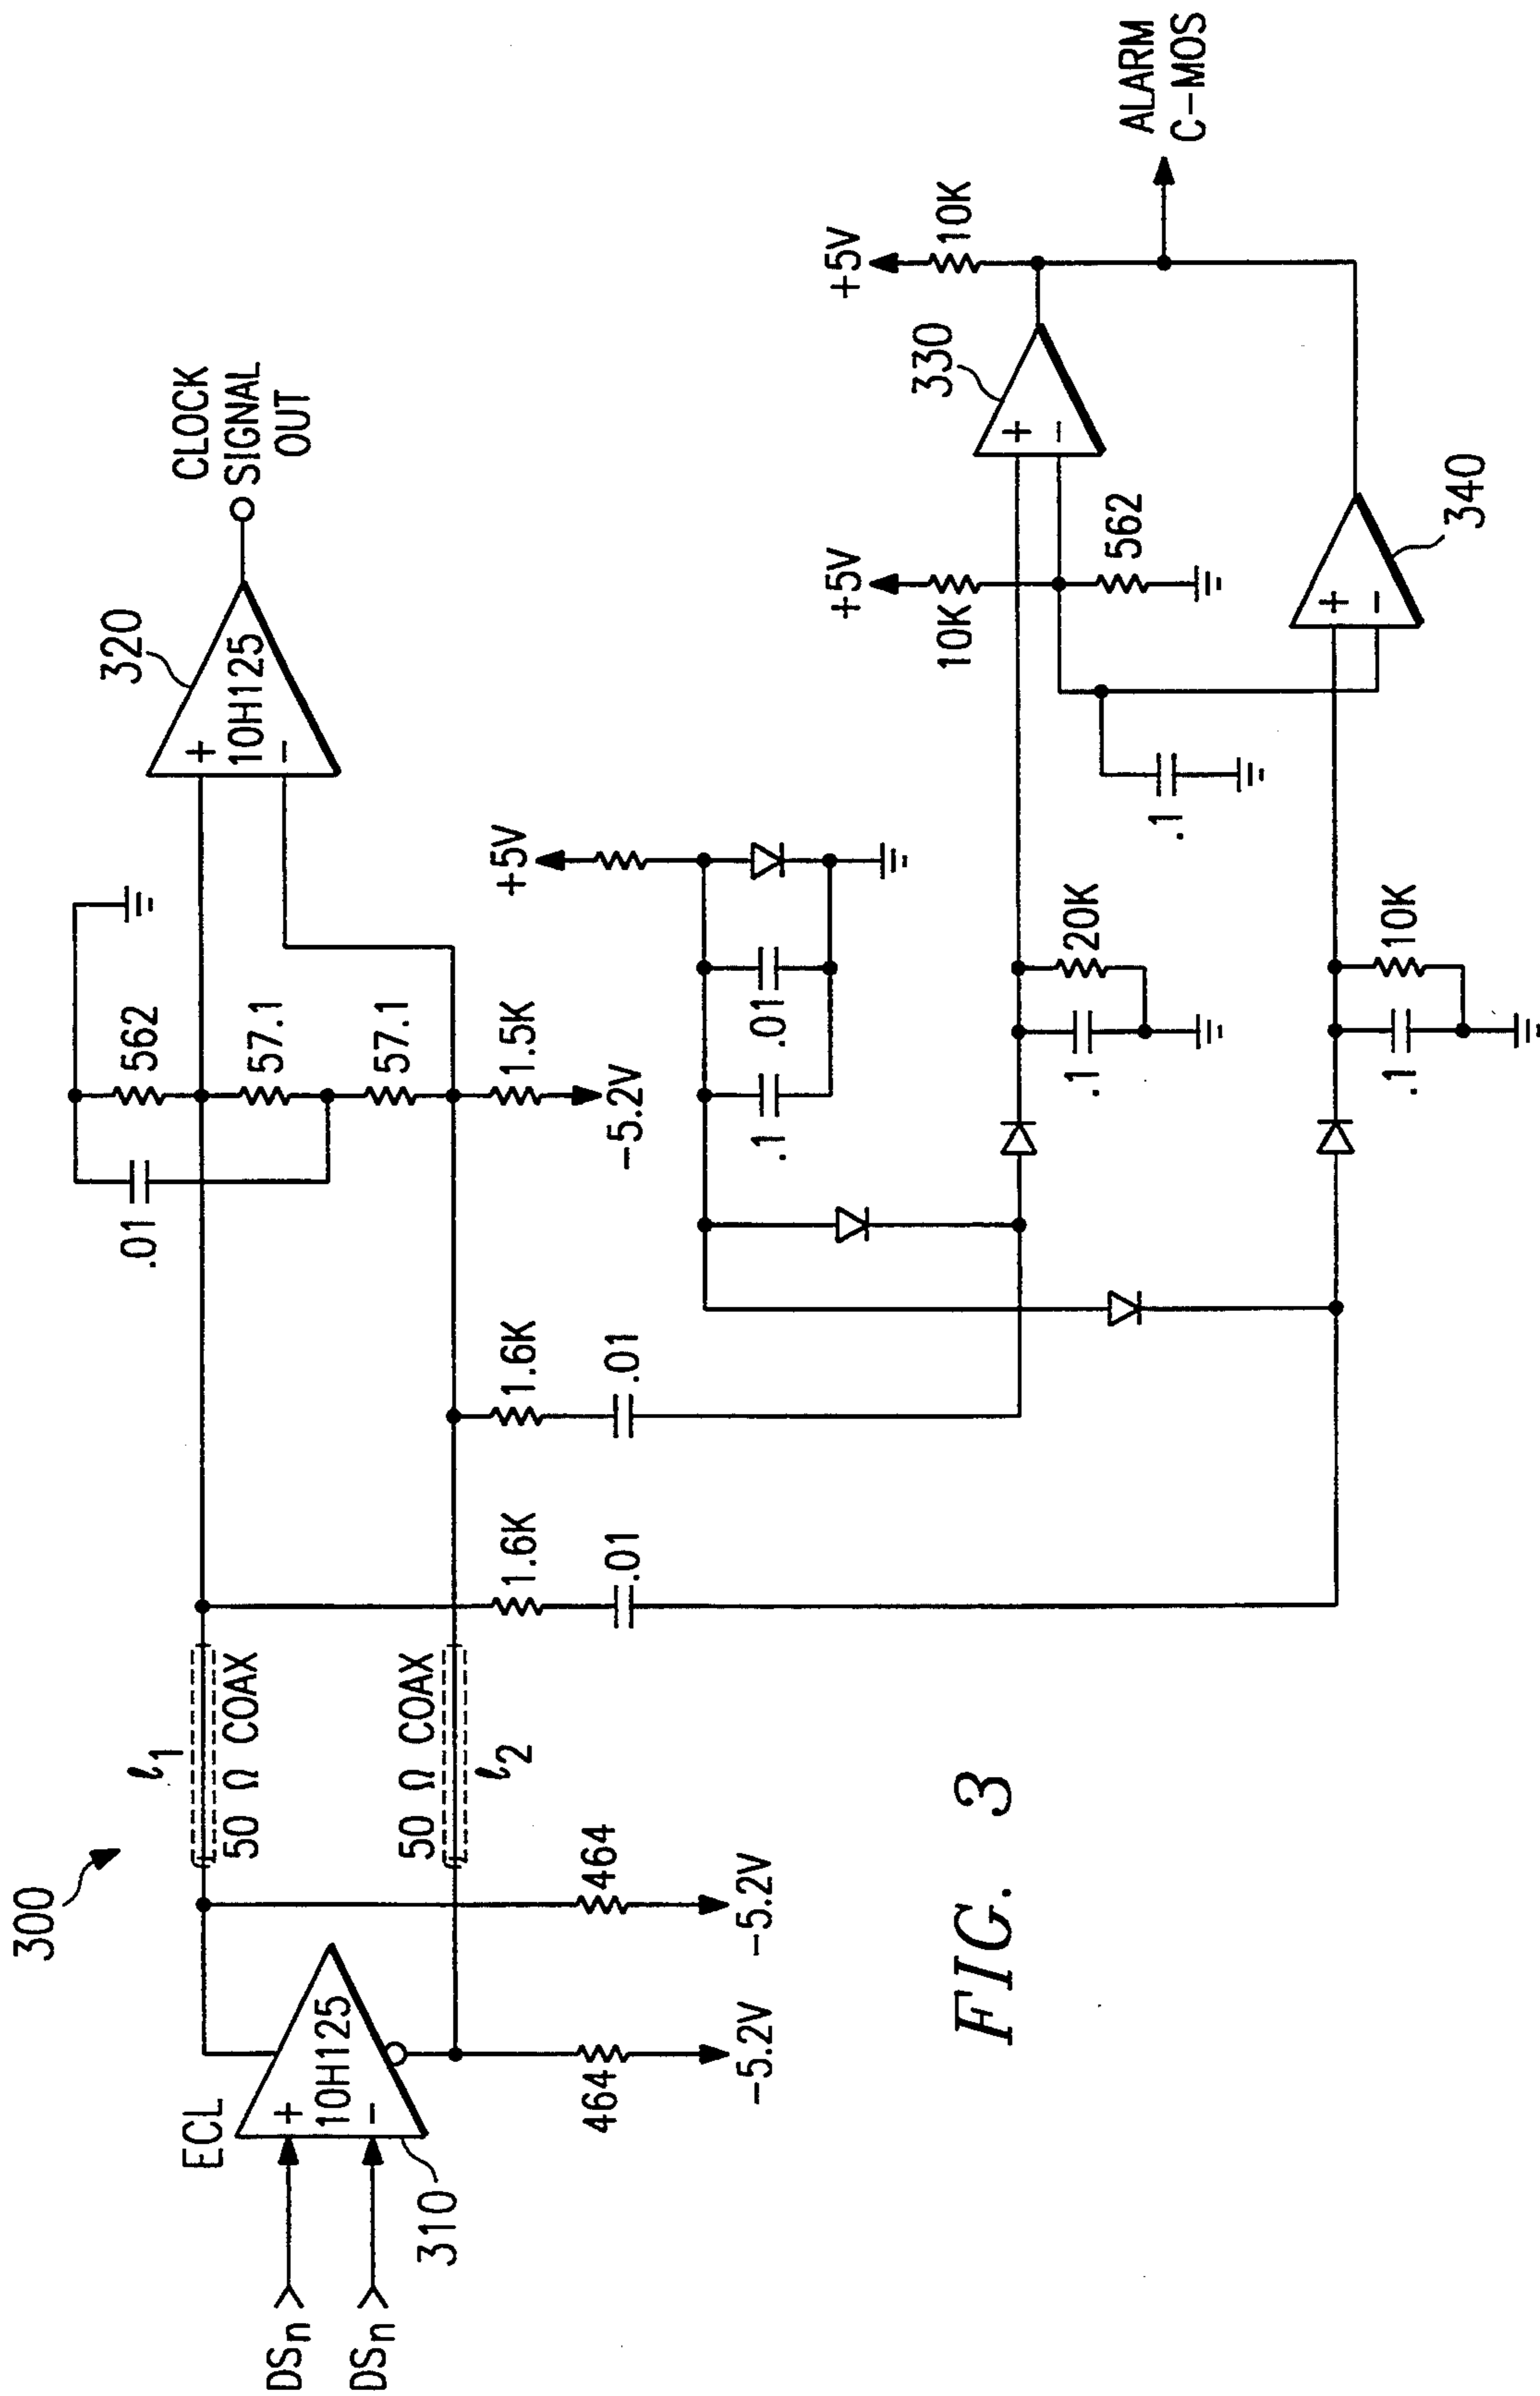 300
ECL
DSn
DSn
+
10H125
-
310
464
-5.2V
464
-5.2V
ℓ1
50 Ω COAX
50 Ω COAX
ℓ2
1.6K
.01
1.6K
.01
.01
562
57.1
57.1
1.5K
-5.2V
320
+
10H125
-
CLOCK
SIGNAL
OUT
+5V
.1
.01
.1
20K
.1
10K
.1
+5V
10K
562
330
+
-
340
+
-
+5V
10K
ALARM
C-MOS
FIG. 3